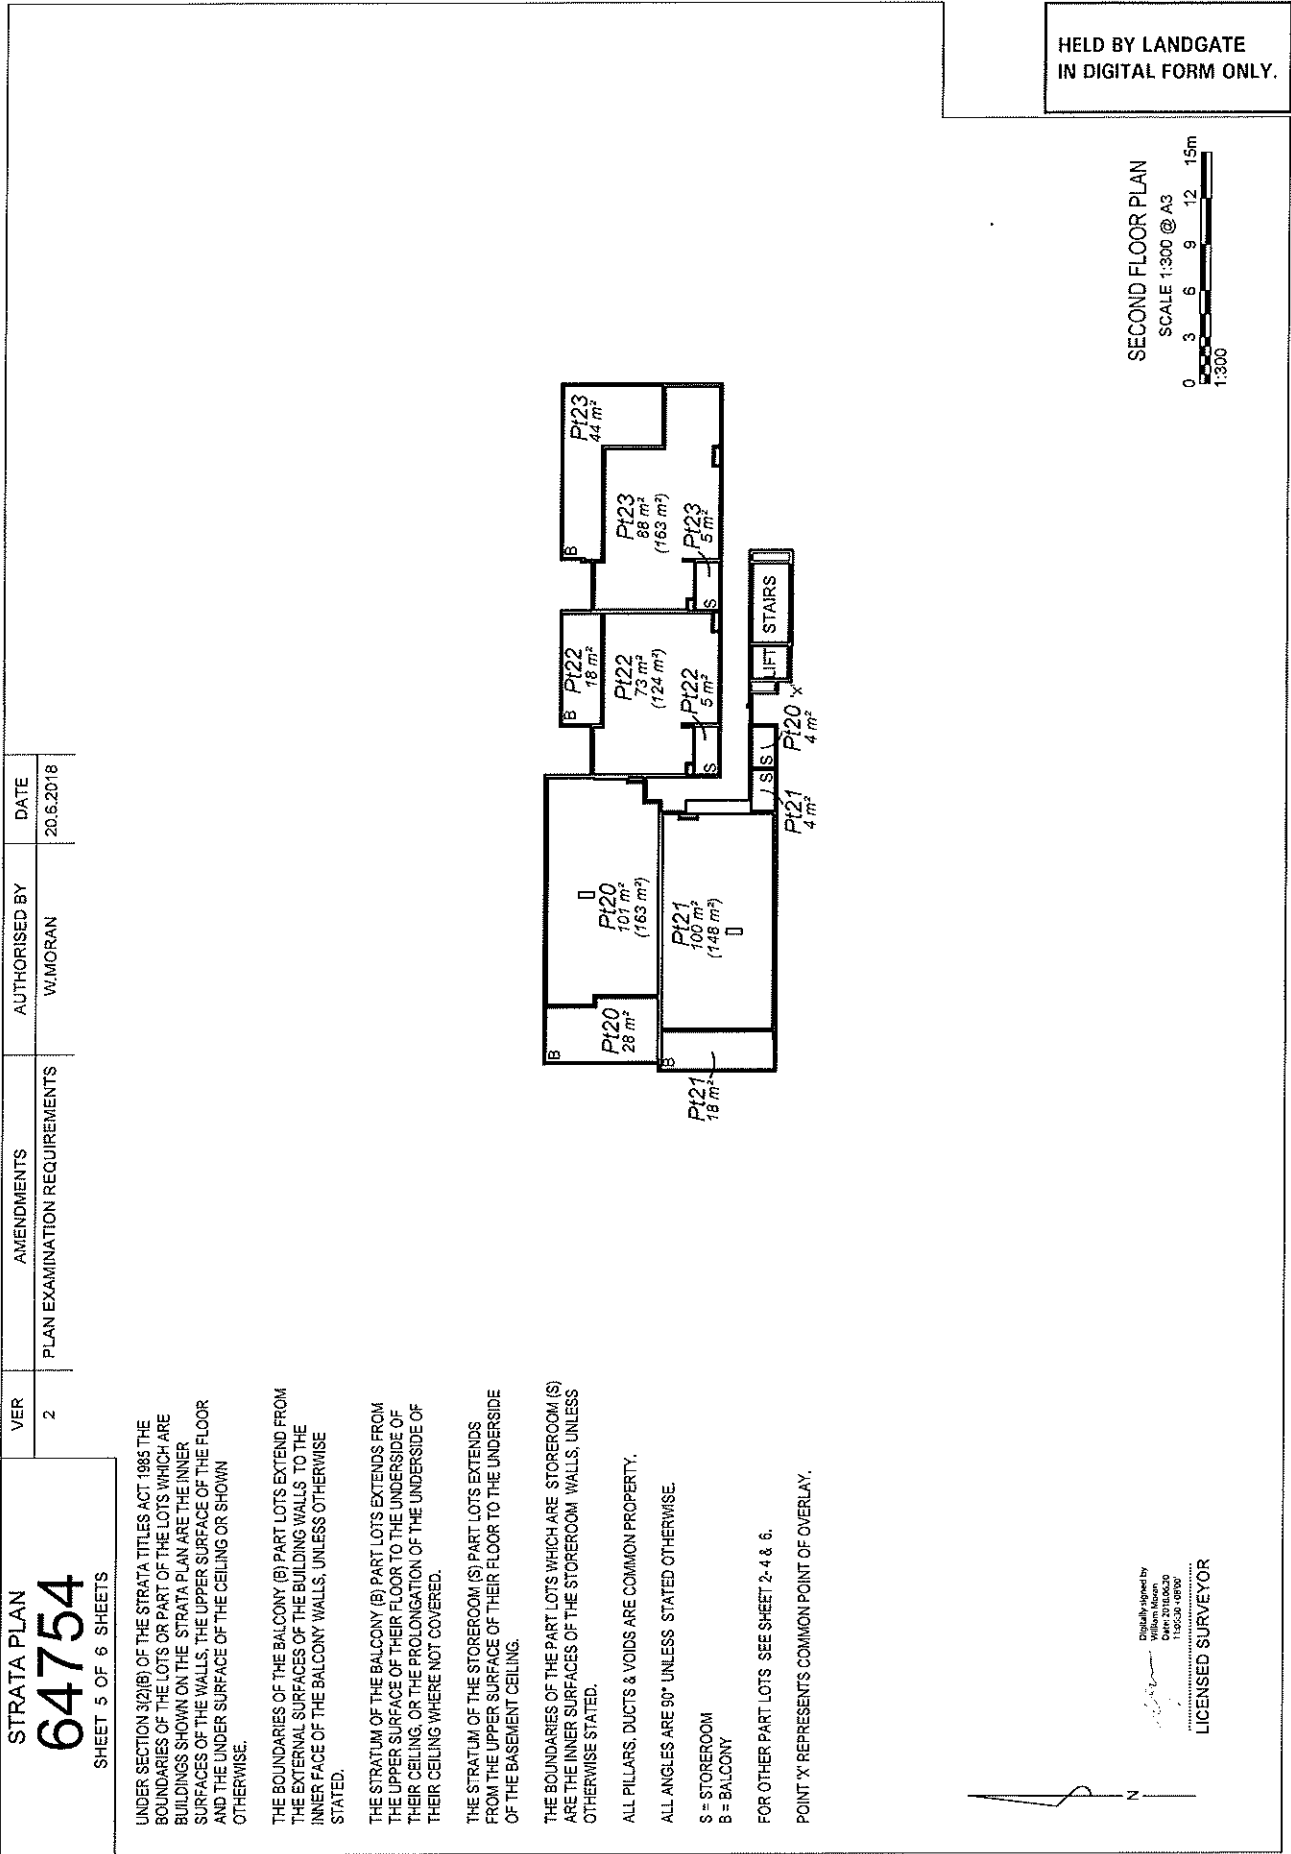 STRATA PLAN
64754
SHEET 5 OF 6 SHEETS
VER
AMENDMENTS
AUTHORISED BY
DATE
2
PLAN EXAMINATION REQUIREMENTS
W.MORAN
20.6.2018
HELD BY LANDGATE
IN DIGITAL FORM ONLY.
UNDER SECTION 3(2)(B) OF THE STRATA TITLES ACT 1985 THE
BOUNDARIES OF THE LOTS OR PART OF THE LOTS WHICH ARE
BUILDINGS SHOWN ON THE STRATA PLAN ARE THE INNER
SURFACES OF THE WALLS, THE UPPER SURFACE OF THE FLOOR
AND THE UNDER SURFACE OF THE CEILING OR SHOWN
OTHERWISE.
THE BOUNDARIES OF THE BALCONY (B) PART LOTS EXTEND FROM
THE EXTERNAL SURFACES OF THE BUILDING WALLS TO THE
INNER FACE OF THE BALCONY WALLS, UNLESS OTHERWISE
STATED.
THE STRATUM OF THE BALCONY (B) PART LOTS EXTENDS FROM
THE UPPER SURFACE OF THEIR FLOOR TO THE UNDERSIDE OF
THEIR CEILING, OR THE PROLONGATION OF THE UNDERSIDE OF
THEIR CEILING WHERE NOT COVERED.
THE STRATUM OF THE STOREROOM (S) PART LOTS EXTENDS
FROM THE UPPER SURFACE OF THEIR FLOOR TO THE UNDERSIDE
OF THE BASEMENT CEILING.
THE BOUNDARIES OF THE PART LOTS WHICH ARE STOREROOM (S)
ARE THE INNER SURFACES OF THE STOREROOM WALLS, UNLESS
OTHERWISE STATED.
ALL PILLARS, DUCTS & VOIDS ARE COMMON PROPERTY.
ALL ANGLES ARE 90° UNLESS STATED OTHERWISE.
S = STOREROOM
B = BALCONY
FOR OTHER PART LOTS SEE SHEET 2-4 & 6.
POINT 'X' REPRESENTS COMMON POINT OF OVERLAY.
B
Pt20
28 m²
Pt20
101 m²
(163 m²)
B
Pt21
18 m²
Pt21
100 m²
(148 m²)
B
Pt22
18 m²
Pt22
73 m²
(124 m²)
Pt22
5 m²
S
B
Pt23
44 m²
Pt23
88 m²
(163 m²)
Pt23
5 m²
S
S
S
LIFT
STAIRS
X
Pt21
4 m²
Pt20
4 m²
SECOND FLOOR PLAN
SCALE 1:300 @ A3
0 3 6 9 12 15m
1:300
N
Digitally signed by
William Moran
Date: 2018.06.20
11:05:30 +08'00'
LICENSED SURVEYOR